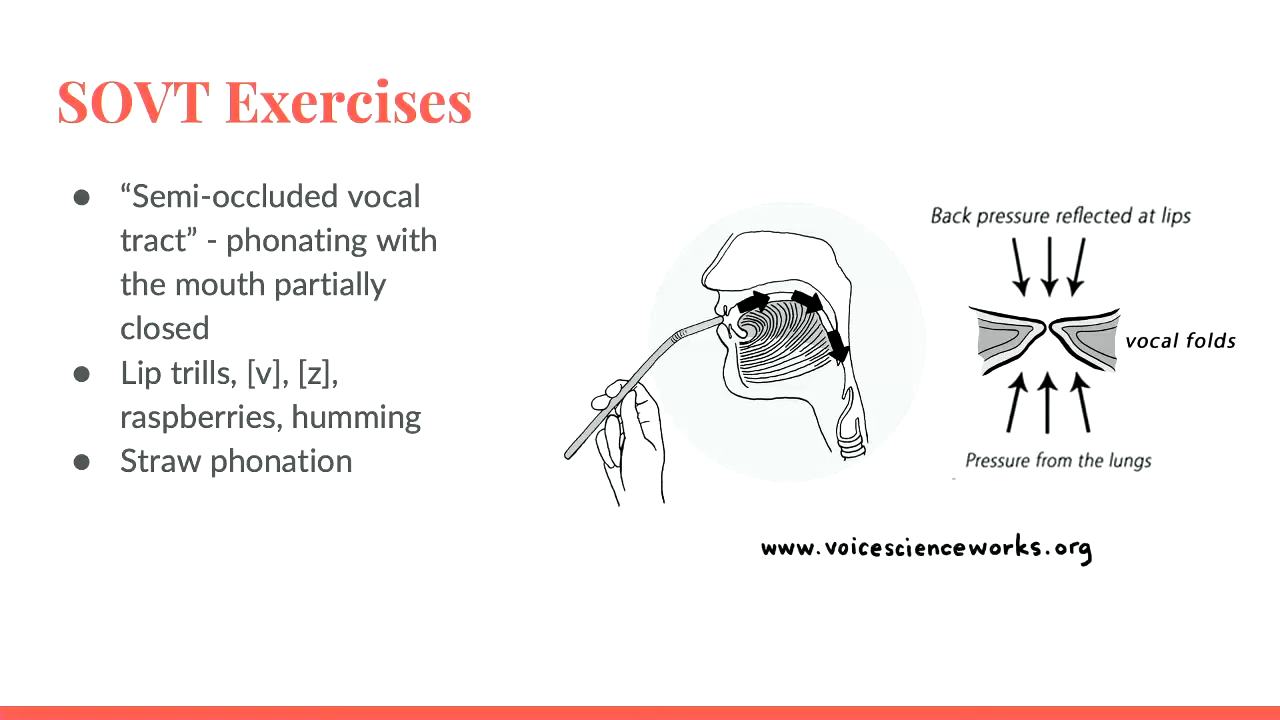 SOVT Exercises
● “Semi-occluded vocal
tract” - phonating with
the mouth partially
closed
● Lip trills, [v], [z],
raspberries, humming
● Straw phonation
Back pressure reflected at lips
vocal folds
Pressure from the lungs
www.voicescienceworks.org